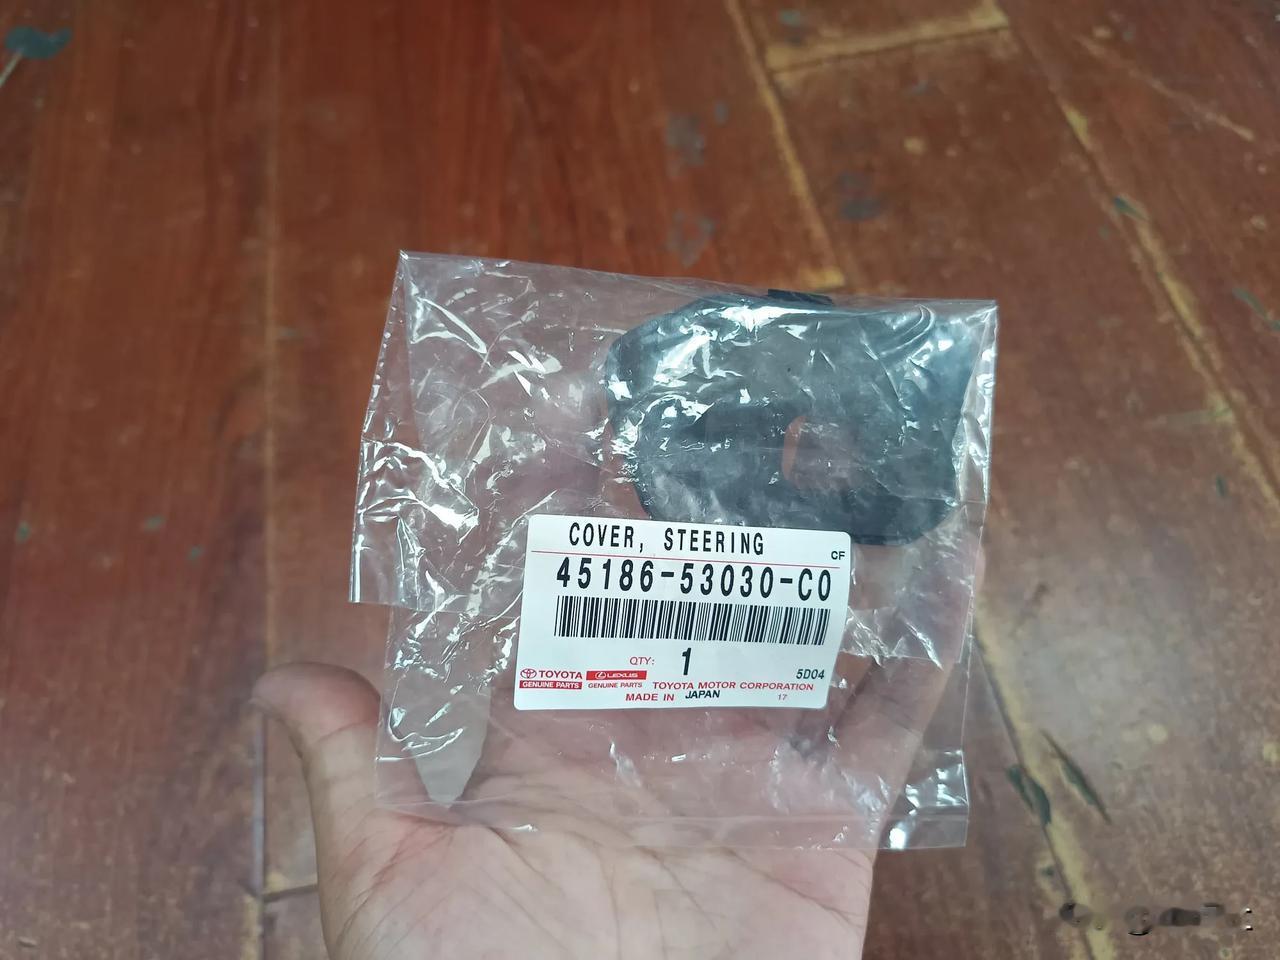 COVER, STEERING
CF
45186-53030-C0
QTY: 1
5D04
TOYOTA LEXUS
GENUINE PARTS GENUINE PARTS TOYOTA MOTOR CORPORATION
MADE IN JAPAN 17